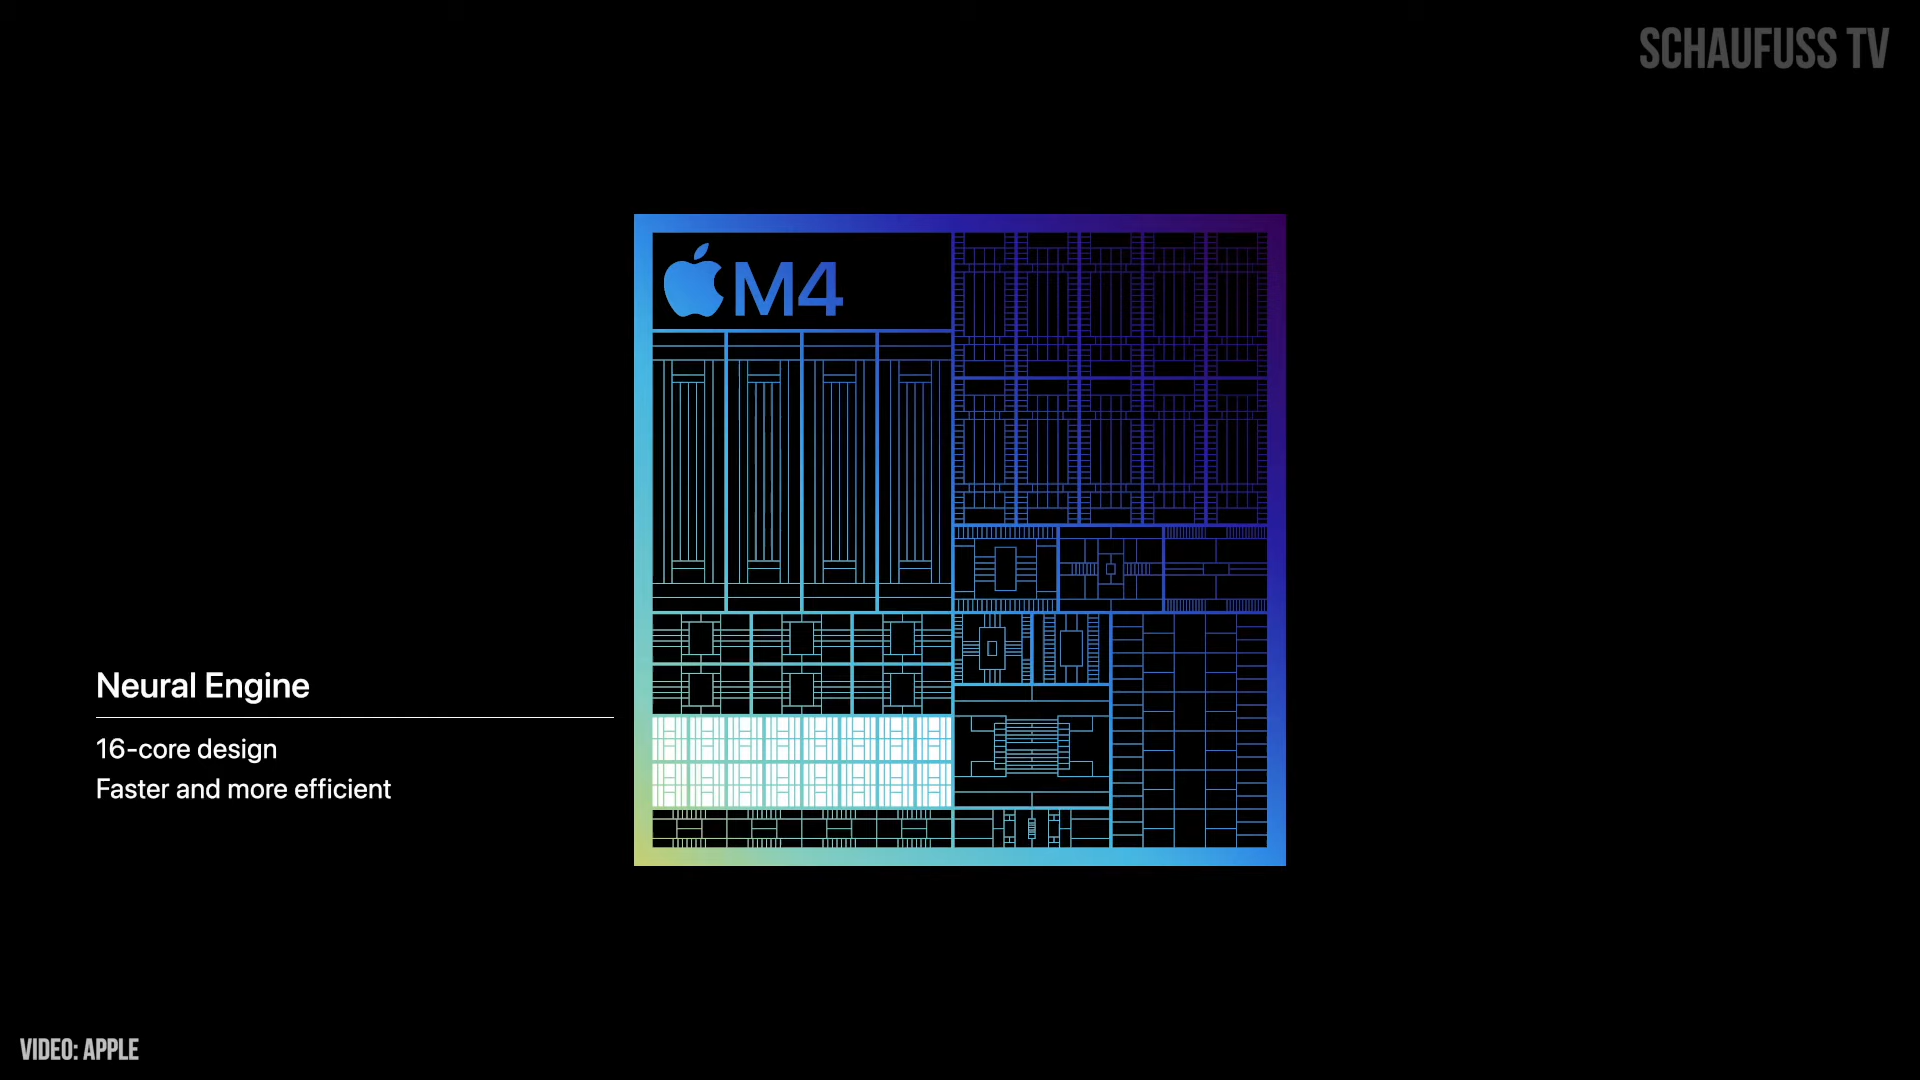 SCHAUFUSS TV
M4
Neural Engine
16-core design
Faster and more efficient
VIDEO: APPLE